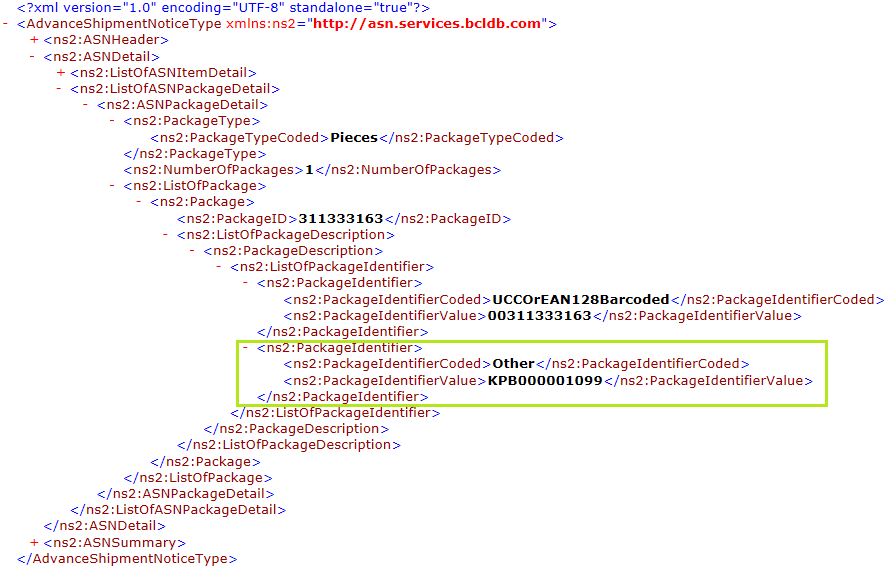 <?xml version="1.0" encoding="UTF-8" standalone="true"?>
- <AdvanceShipmentNoticeType xmlns:ns2="http://asn.services.bcldb.com">
+ <ns2:ASNHeader>
- <ns2:ASNDetail>
+ <ns2:ListOfASNItemDetail>
- <ns2:ListOfASNPackageDetail>
- <ns2:ASNPackageDetail>
- <ns2:PackageType>
<ns2:PackageTypeCoded>Pieces</ns2:PackageTypeCoded>
</ns2:PackageType>
<ns2:NumberOfPackages>1</ns2:NumberOfPackages>
- <ns2:ListOfPackage>
- <ns2:Package>
<ns2:PackageID>311333163</ns2:PackageID>
- <ns2:ListOfPackageDescription>
- <ns2:PackageDescription>
- <ns2:ListOfPackageIdentifier>
- <ns2:PackageIdentifier>
<ns2:PackageIdentifierCoded>UCCOrEAN128Barcoded</ns2:PackageIdentifierCoded>
<ns2:PackageIdentifierValue>00311333163</ns2:PackageIdentifierValue>
</ns2:PackageIdentifier>
- <ns2:PackageIdentifier>
<ns2:PackageIdentifierCoded>Other</ns2:PackageIdentifierCoded>
<ns2:PackageIdentifierValue>KPB000001099</ns2:PackageIdentifierValue>
</ns2:PackageIdentifier>
</ns2:ListOfPackageIdentifier>
</ns2:PackageDescription>
</ns2:ListOfPackageDescription>
</ns2:Package>
</ns2:ListOfPackage>
</ns2:ASNPackageDetail>
</ns2:ListOfASNPackageDetail>
</ns2:ASNDetail>
+ <ns2:ASNSummary>
</AdvanceShipmentNoticeType>